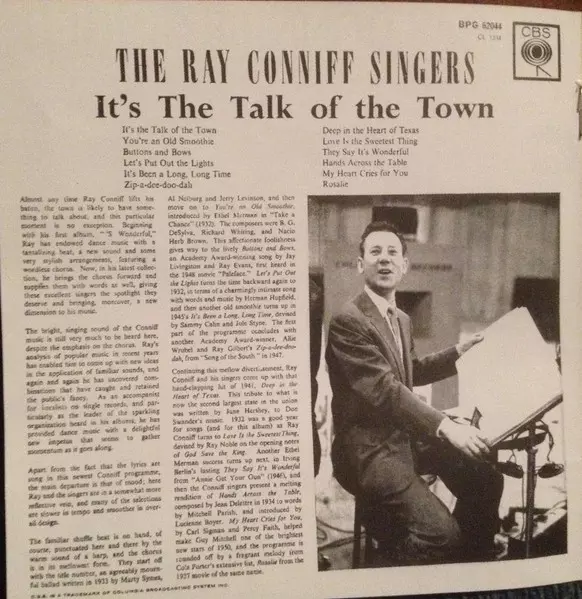 BPG 62044
CL 1334
CBS
THE RAY CONNIFF SINGERS
It's The Talk of the Town
It's the Talk of the Town
You're an Old Smoothie
Buttons and Bows
Let's Put Out the Lights
It's Been a Long, Long Time
Zip-a-dee-doo-dah
Deep in the Heart of Texas
Love Is the Sweetest Thing
They Say It's Wonderful
Hands Across the Table
My Heart Cries for You
Rosalie
Almost any time Ray Conniff lifts his
baton, the town is likely to have some-
thing to talk about, and this particular
moment is no exception. Beginning
with his first album, "'S Wonderful,"
Ray has endowed dance music with a
tantalising beat, a new sound and some
very stylish arrangements, featuring a
wordless chorus. Now, in his latest collec-
tion, he brings the chorus forward and
supplies them with words as well, giving
these excellent singers the spotlight they
deserve and bringing, moreover, a new
dimension to his music.
The bright, singing sound of the Conniff
music is still very much to be heard here,
despite the emphasis on the chorus. Ray's
analysis of popular music in recent years
has enabled him to come up with new ideas
in the application of familiar sounds, and
again and again he has uncovered com-
binations that have caught and retained
the public's fancy. As an accompanist
for vocalists on single records, and par-
ticularly as the leader of the sparkling
organisation heard in his albums, he has
provided dance music with a delightful
new impetus that seems to gather
momentum as it goes along.
Apart from the fact that the lyrics are
sung in this newest Conniff programme,
the main departure is that of mood; here
Ray and the singers are in a somewhat more
reflective vein, and many of the selections
are slower in tempo and smoother in over-
all design.
The familiar shuffle beat is on hand, of
course, punctuated here and there by the
warm sound of a harp, and the chorus
is in its mellowest form. They start off
with the title number, an agreeably mourn-
ful ballad written in 1933 by Marty Symes,
Al Neiburg and Jerry Levinson, and then
move on to You're an Old Smoothie,
introduced by Ethel Merman in "Take a
Chance" (1932). The composers were B. G.
DeSylva, Richard Whiting, and Nacio
Herb Brown. This affectionate foolishness
gives way to the lively Buttons and Bows,
an Academy Award-winning song by Jay
Livingston and Ray Evans, first heard in
the 1948 movie "Paleface." Let's Put Out
the Lights turns the time backward again to
1932, in terms of a charmingly intimate song
with words and music by Herman Hupfield,
and then another old smoothie turns up in
1945's It's Been a Long, Long Time, devised
by Sammy Cahn and Jule Styne. The first
part of the programme concludes with
another Academy Award-winner, Allie
Wrubel and Ray Gilbert's Zip-a-dee-doo-
dah, from "Song of the South" in 1947.
Continuing this mellow divertissement, Ray
Conniff and his singers come up with that
hand-clapping hit of 1941, Deep in the
Heart of Texas. This tribute to what is
now the second largest state in the union
was written by June Hershey, to Don
Swander's music. 1932 was a good year
for songs (and for this album) as Ray
Conniff turns to Love Is the Sweetest Thing,
derived by Ray Noble on the opening notes
of God Save the King. Another Ethel
Merman success turns up next, in Irving
Berlin's lasting They Say It's Wonderful
from "Annie Get Your Gun" (1946), and
then the Conniff singers present a melting
rendition of Hands Across the Table,
composed by Jean Delettre in 1934 to words
by Mitchell Parish, and introduced by
Lucienne Boyer. My Heart Cries for You,
by Carl Sigman and Percy Faith, helped
make Guy Mitchell one of the brightest
new stars of 1950, and the programme is
rounded off by a fragrant melody from
Cole Porter's extensive list, Rosalie from the
1937 movie of the same name.
C.B.S. IS A TRADEMARK OF COLUMBIA BROADCASTING SYSTEM INC.